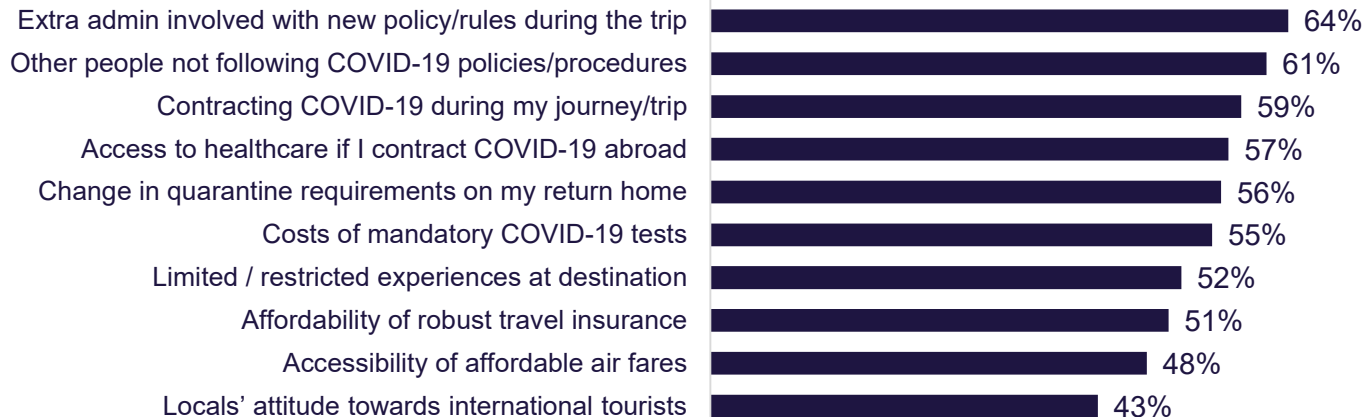 Extra admin involved with new policy/rules during the trip 64%
Other people not following COVID-19 policies/procedures 61%
Contracting COVID-19 during my journey/trip 59%
Access to healthcare if I contract COVID-19 abroad 57%
Change in quarantine requirements on my return home 56%
Costs of mandatory COVID-19 tests 55%
Limited / restricted experiences at destination 52%
Affordability of robust travel insurance 51%
Accessibility of affordable air fares 48%
Locals’ attitude towards international tourists 43%